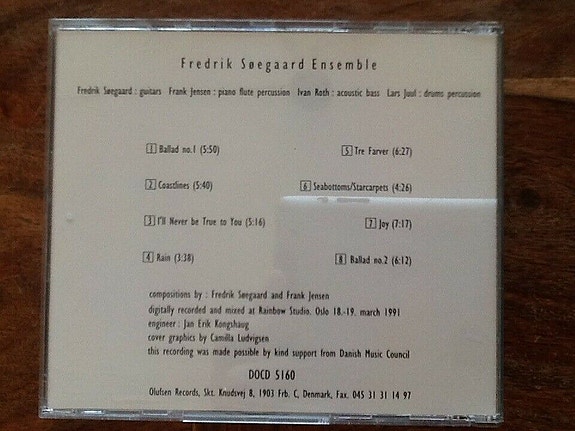 Fredrik Søegaard Ensemble
Fredrik Søegaard : guitars Frank Jensen : piano flute percussion Ivan Roth : acoustic bass Lars Juul : drums percussion
1 Ballad no.1 (5:50)
2 Coastlines (5:40)
3 I'll Never be True to You (5:16)
4 Rain (3:38)
5 Tre Farver (6:27)
6 Seabottoms/Starcarpets (4:26)
7 Joy (7:17)
8 Ballad no.2 (6:12)
compositions by : Fredrik Søegaard and Frank Jensen
digitally recorded and mixed at Rainbow Studio. Oslo 18.-19. march 1991
engineer : Jan Erik Kongshaug
cover graphics by Camilla Ludvigsen
this recording was made possible by kind support from Danish Music Council
DOCD 5160
Olufsen Records, Skt. Knudsvej 8, 1903 Frb. C, Denmark, Fax. 045 31 31 14 97